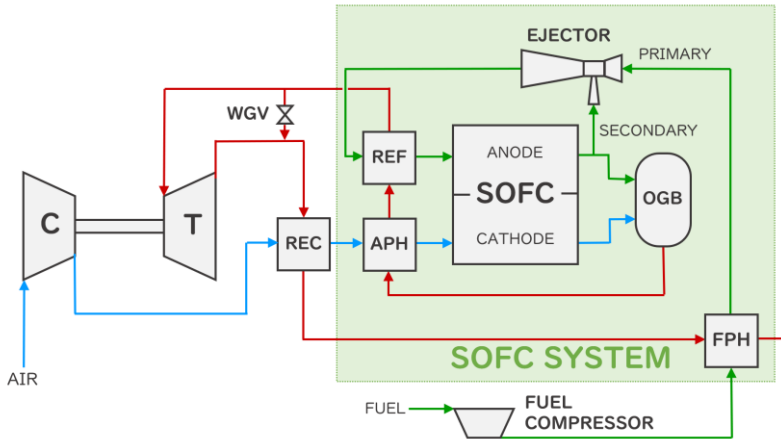 EJECTOR
PRIMARY
WGV
SECONDARY
REF
ANODE
SOFC
CATHODE
OGB
C
T
REC
APH
FPH
SOFC SYSTEM
AIR
FUEL
FUEL
COMPRESSOR